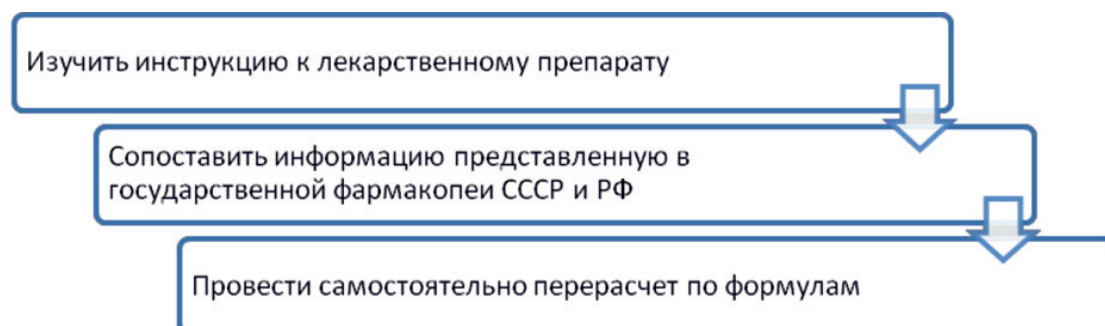 Изучить инструкцию к лекарственному препарату
Сопоставить информацию представленную в
государственной фармакопеи СССР и РФ
Провести самостоятельно перерасчет по формулам